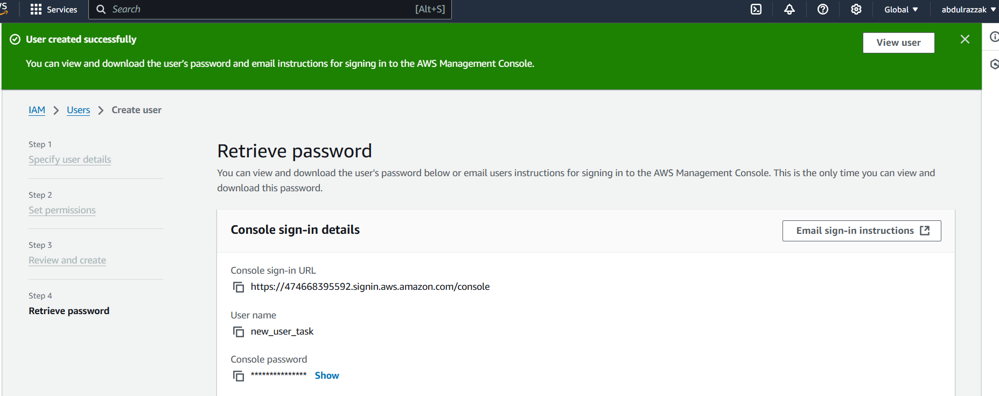 Services
Search [Alt+S]
Global
abdulrazzak
User created successfully
View user
You can view and download the user's password and email instructions for signing in to the AWS Management Console.
IAM > Users > Create user
Step 1
Specify user details
Step 2
Set permissions
Step 3
Review and create
Step 4
Retrieve password
Retrieve password
You can view and download the user's password below or email users instructions for signing in to the AWS Management Console. This is the only time you can view and
download this password.
Console sign-in details
Email sign-in instructions
Console sign-in URL
https://474668395592.signin.aws.amazon.com/console
User name
new_user_task
Console password
*************** Show